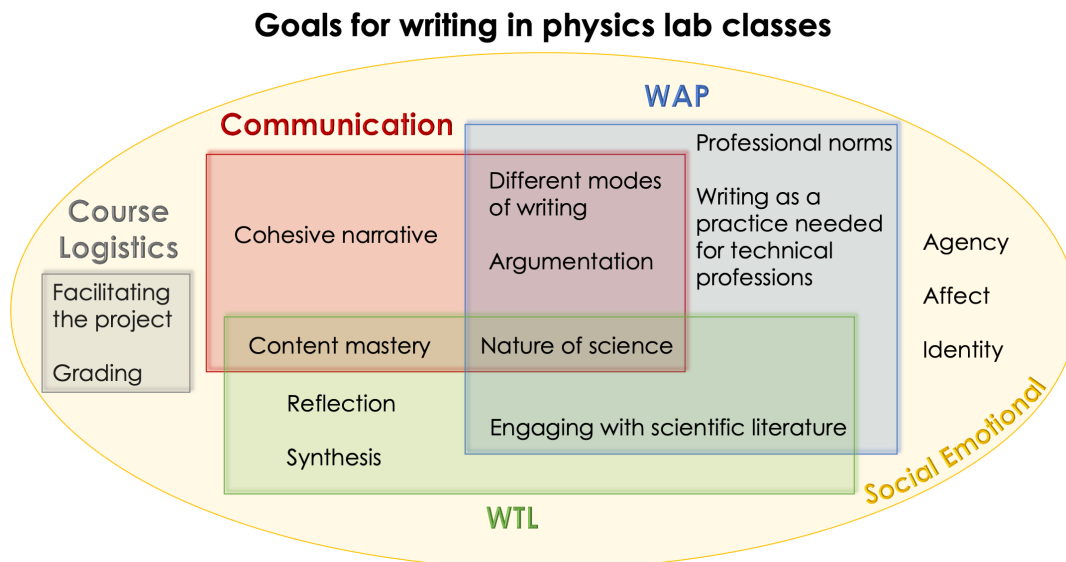 Goals for writing in physics lab classes
WAP
Communication
Professional norms
Different modes
of writing
Writing as a
practice needed
for technical
professions
Course
Logistics
Cohesive narrative
Argumentation
Agency
Affect
Identity
Facilitating
the project
Grading
Content mastery
Nature of science
Reflection
Synthesis
Engaging with scientific literature
Social Emotional
WTL